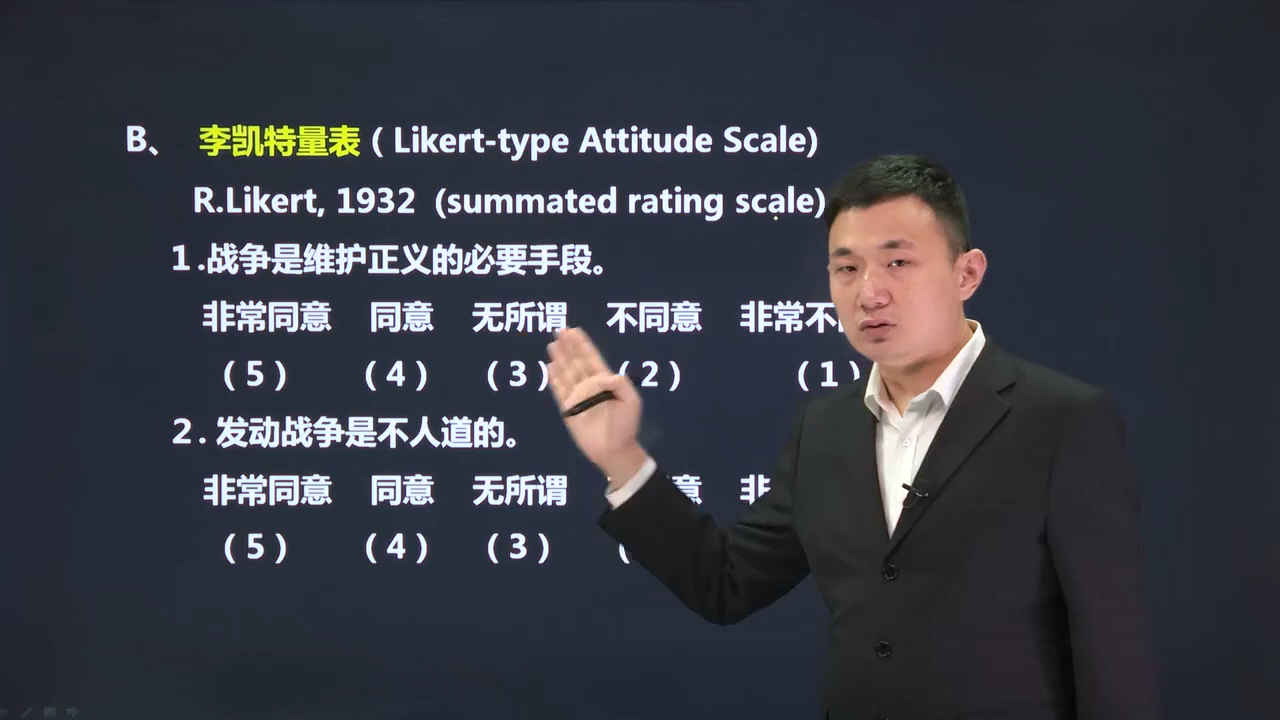 B、 李凯特量表 ( Likert-type Attitude Scale)
R.Likert, 1932 (summated rating scale)
1.战争是维护正义的必要手段。
非常同意 同意 无所谓 不同意 非常不
(5) (4) (3) (2) (1)
2. 发动战争是不人道的。
非常同意 同意 无所谓 意 非
(5) (4) (3) (